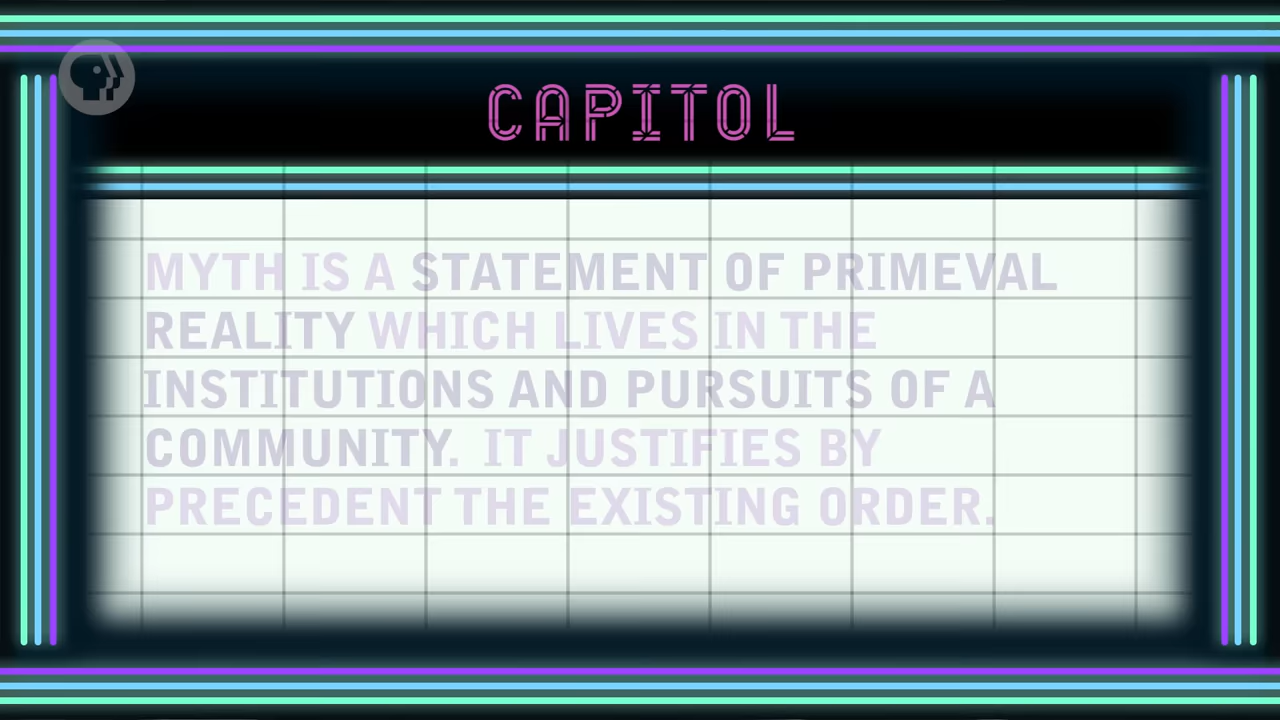 CAPITOL
MYTH IS A STATEMENT OF PRIMEVAL
REALITY WHICH LIVES IN THE
INSTITUTIONS AND PURSUITS OF A
COMMUNITY. IT JUSTIFIES BY
PRECEDENT THE EXISTING ORDER.